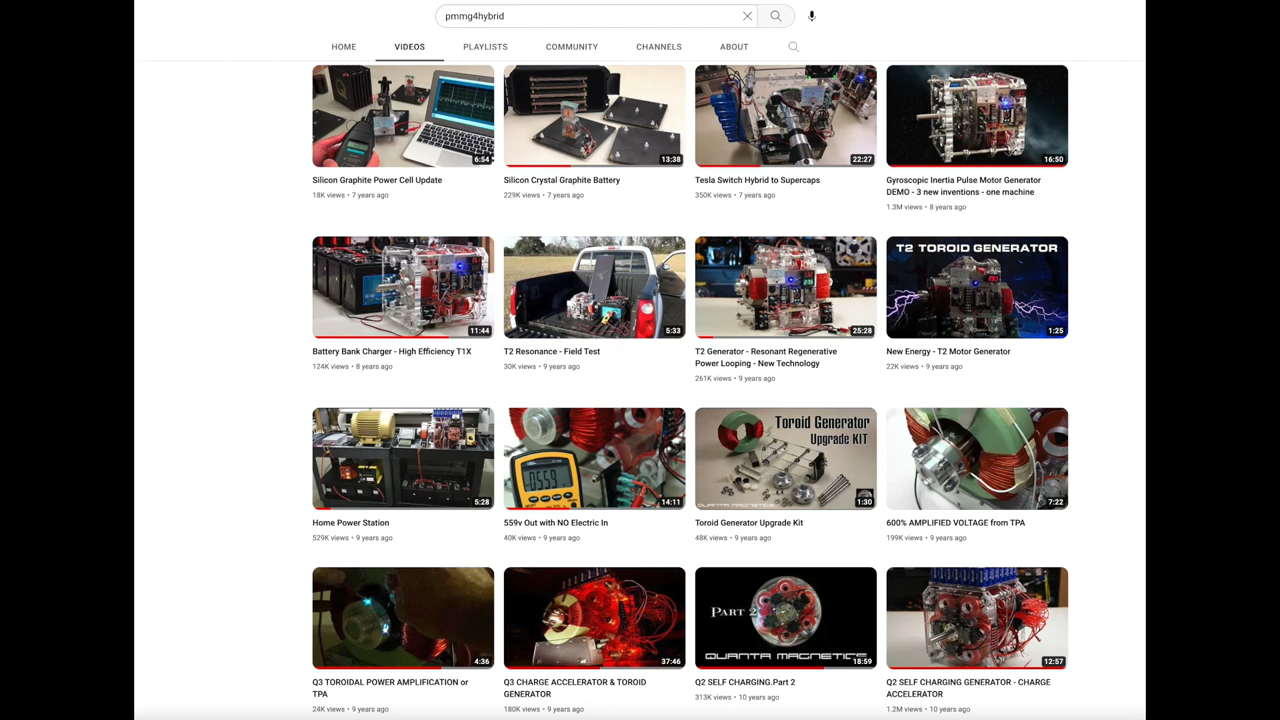 pmmg4hybrid
HOME VIDEOS PLAYLISTS COMMUNITY CHANNELS ABOUT
6:54 13:38 22:27 16:50
Silicon Graphite Power Cell Update
18K views • 7 years ago
Silicon Crystal Graphite Battery
229K views • 7 years ago
Tesla Switch Hybrid to Supercaps
350K views • 7 years ago
Gyroscopic Inertia Pulse Motor Generator
DEMO - 3 new inventions - one machine
1.3M views • 8 years ago
T2 TOROID GENERATOR
11:44 5:33 25:28 1:25
Battery Bank Charger - High Efficiency T1X
124K views • 8 years ago
T2 Resonance - Field Test
30K views • 9 years ago
T2 Generator - Resonant Regenerative
Power Looping - New Technology
261K views • 9 years ago
New Energy - T2 Motor Generator
22K views • 9 years ago
Toroid Generator
Upgrade KIT
0559
QUANTA MAGNETICS
5:28 14:11 1:30 7:22
Home Power Station
529K views • 9 years ago
559v Out with NO Electric In
40K views • 9 years ago
Toroid Generator Upgrade Kit
48K views • 9 years ago
600% AMPLIFIED VOLTAGE from TPA
199K views • 9 years ago
PART 2
QUANTA MAGNETICS
4:36 37:46 18:59 12:57
Q3 TOROIDAL POWER AMPLIFICATION or
TPA
24K views • 9 years ago
Q3 CHARGE ACCELERATOR & TOROID
GENERATOR
180K views • 9 years ago
Q2 SELF CHARGING.Part 2
313K views • 10 years ago
Q2 SELF CHARGING GENERATOR - CHARGE
ACCELERATOR
1.2M views • 10 years ago